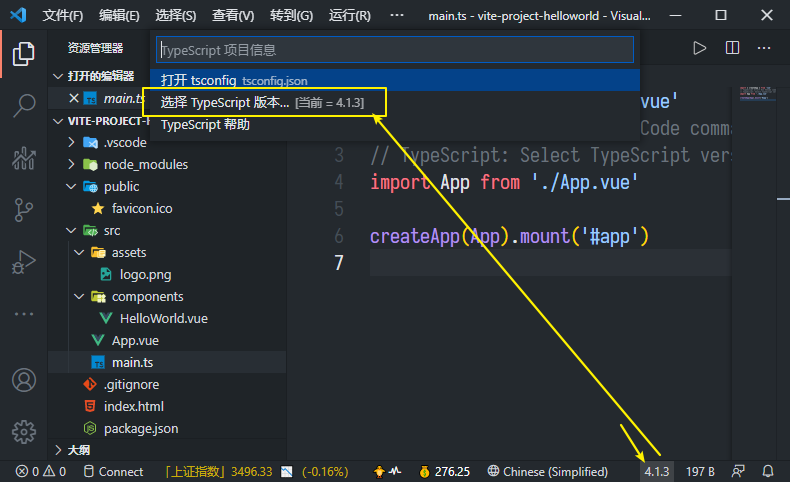 文件(F) 编辑(E) 选择(S) 查看(V) 转到(G) 运行(R) ··· main.ts - vite-project-helloworld - Visual...
资源管理器
TypeScript 项目信息
打开的编辑器
打开 tsconfig tsconfig.json
main.ts
选择 TypeScript 版本... [当前 = 4.1.3]
vue'
VITE-PROJECT-H
TypeScript 帮助
Code comma
.vscode
3 // TypeScript: Select TypeScript vers
node_modules
4 import App from './App.vue'
public
favicon.ico
5
src
6 createApp(App).mount('#app')
assets
7
logo.png
components
HelloWorld.vue
App.vue
TS main.ts
.gitignore
index.html
package.json
大纲
0 0 Connect 「上证指数」3496.33 (-0.16%) 276.25 Chinese (Simplified) 4.1.3 197 B